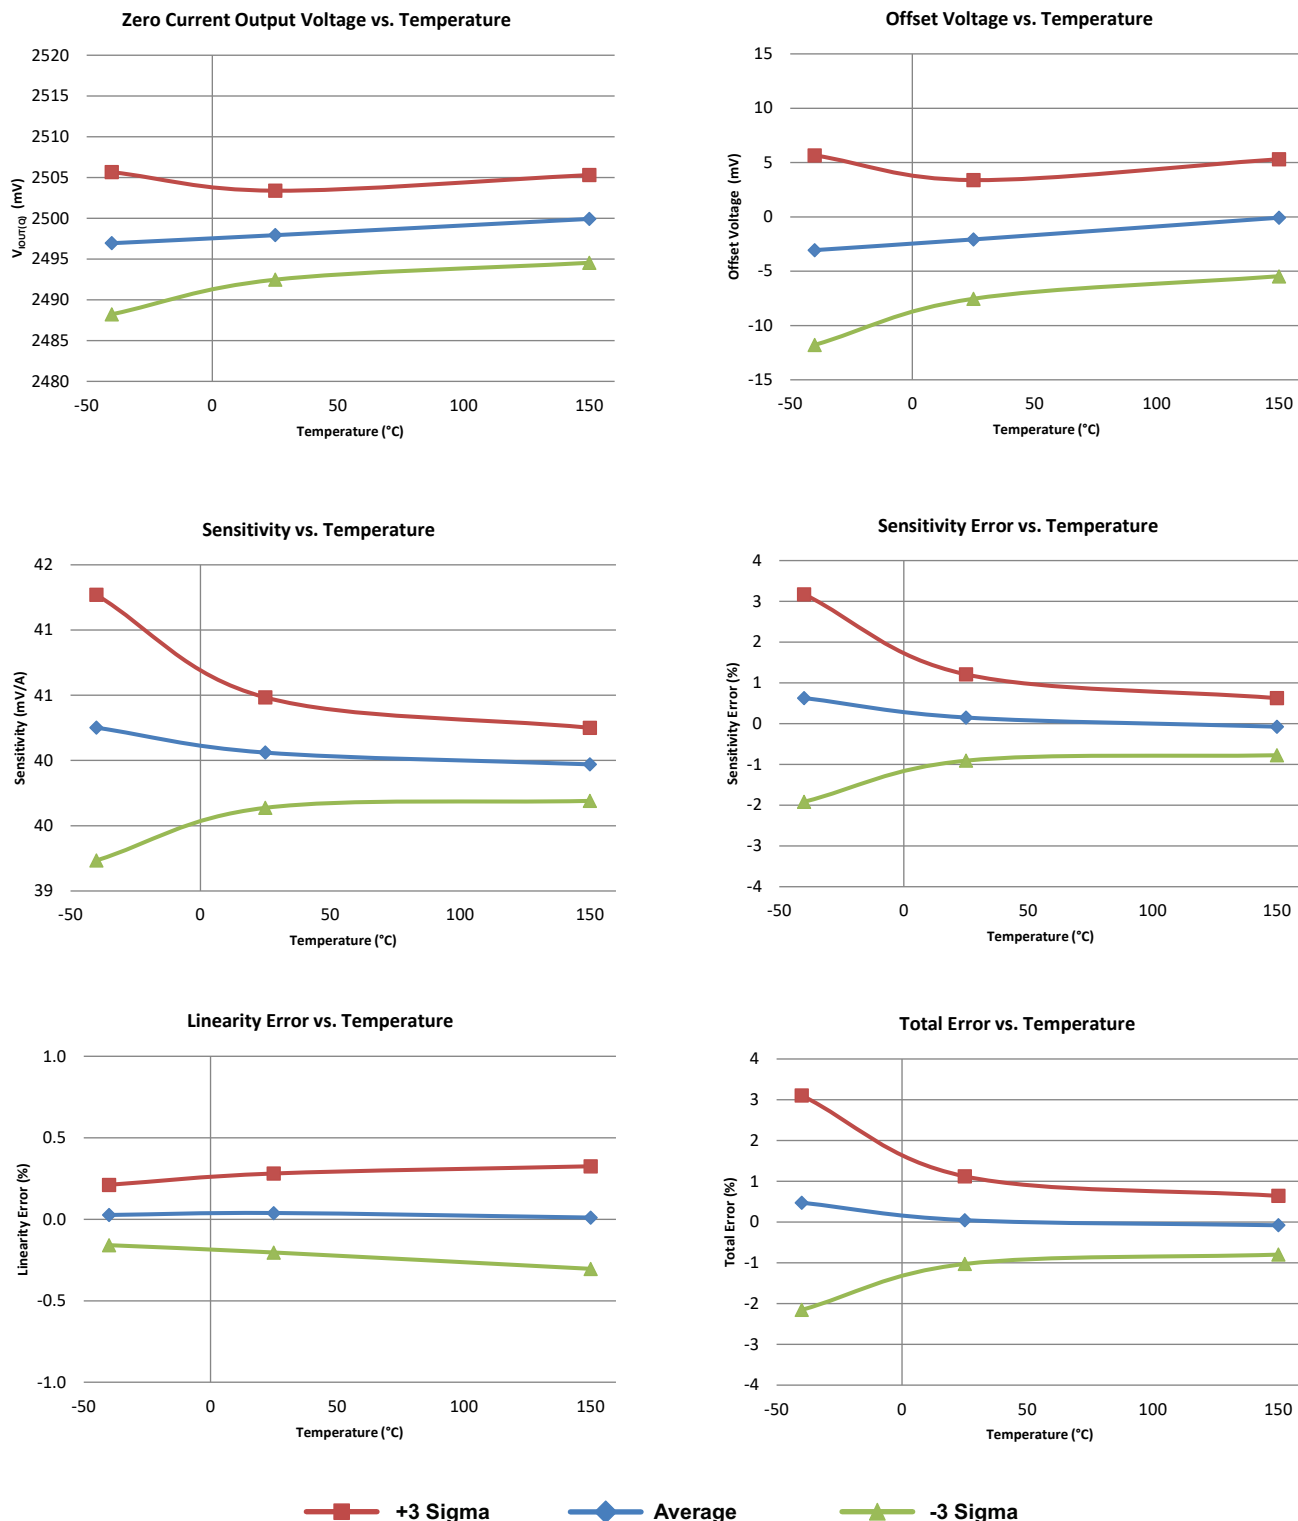 Zero Current Output Voltage vs. Temperature
2520
2515
2510
2505
2500
2495
2490
2485
2480
V_IOUT(Q) (mV)
-50 0 50 100 150
Temperature (°C)
Offset Voltage vs. Temperature
15
10
5
0
-5
-10
-15
Offset Voltage (mV)
-50 0 50 100 150
Temperature (°C)
Sensitivity vs. Temperature
42
41
41
40
40
39
Sensitivity (mV/A)
-50 0 50 100 150
Temperature (°C)
Sensitivity Error vs. Temperature
4
3
2
1
0
-1
-2
-3
-4
Sensitivity Error (%)
-50 0 50 100 150
Temperature (°C)
Linearity Error vs. Temperature
1.0
0.5
0.0
-0.5
-1.0
Linearity Error (%)
-50 0 50 100 150
Temperature (°C)
Total Error vs. Temperature
4
3
2
1
0
-1
-2
-3
-4
Total Error (%)
-50 0 50 100 150
Temperature (°C)
+3 Sigma Average -3 Sigma